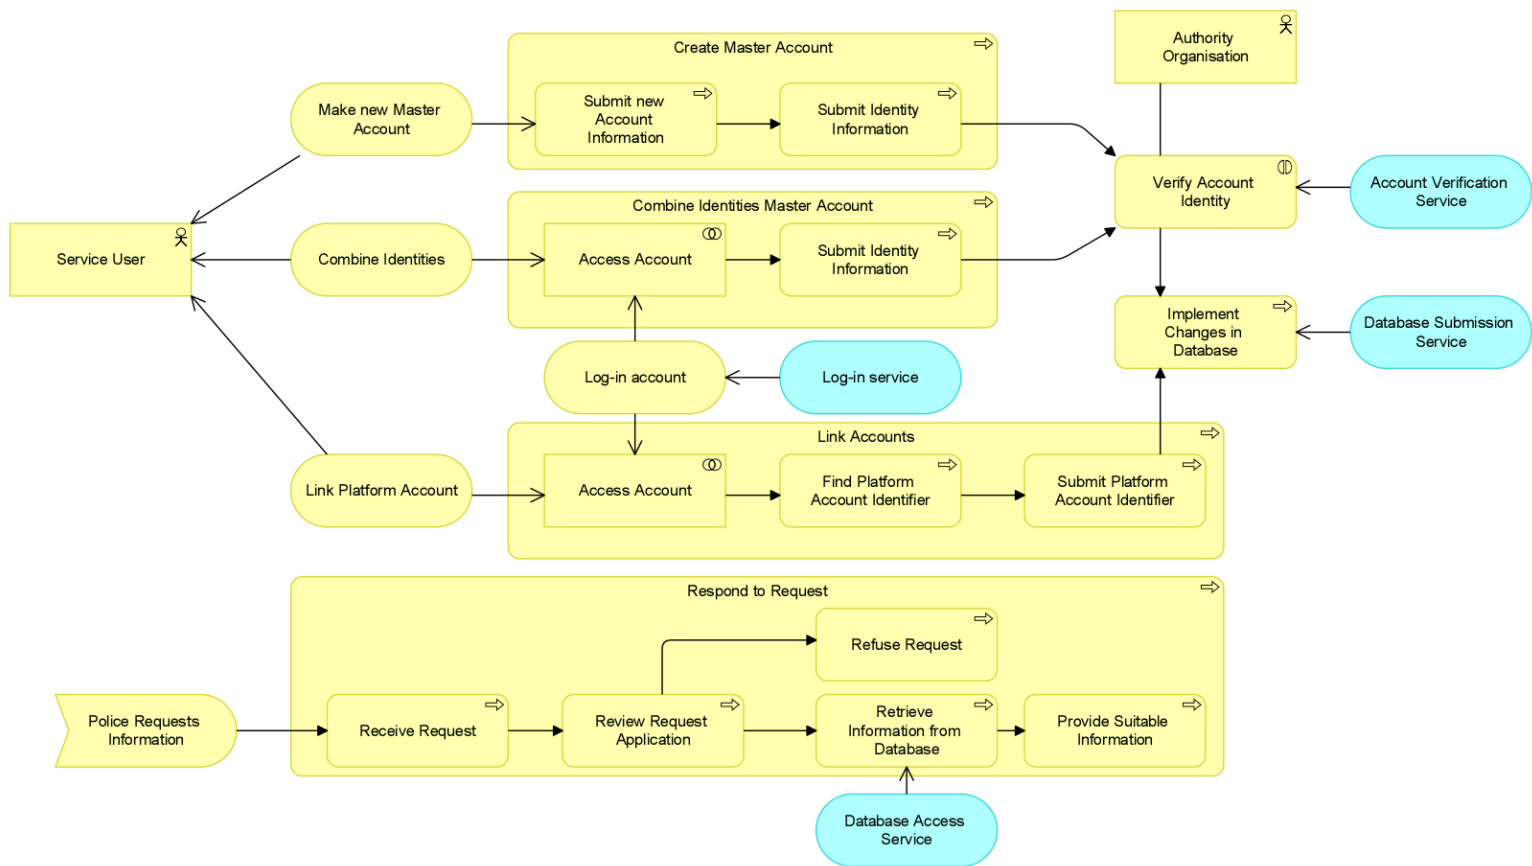 Authority
Organisation
Create Master Account
Make new Master
Account
Submit new
Account
Information
Submit Identity
Information
Verify Account
Identity
Account Verification
Service
Combine Identities Master Account
Service User
Combine Identities
Access Account
Submit Identity
Information
Implement
Changes in
Database
Database Submission
Service
Log-in account
Log-in service
Link Accounts
Link Platform Account
Access Account
Find Platform
Account Identifier
Submit Platform
Account Identifier
Respond to Request
Refuse Request
Police Requests
Information
Receive Request
Review Request
Application
Retrieve
Information from
Database
Provide Suitable
Information
Database Access
Service